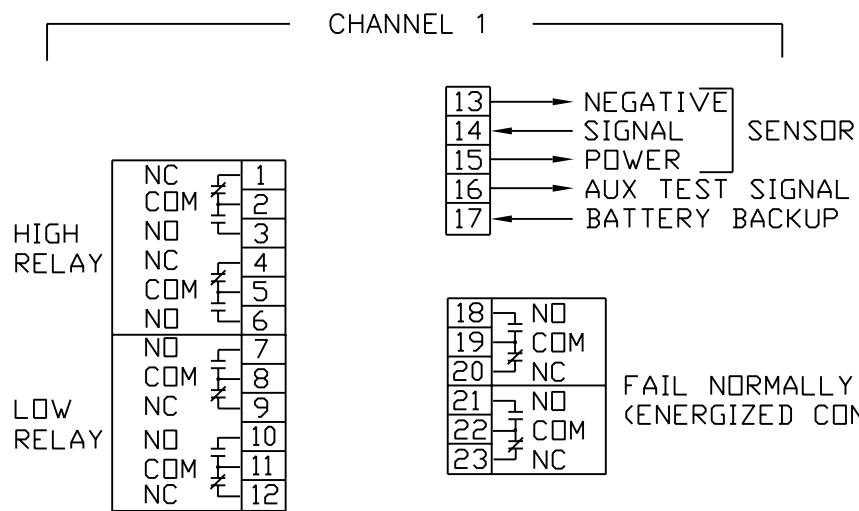 CHANNEL 1
HIGH
RELAY
NC 1
COM 2
NO 3
NC 4
COM 5
NO 6
LOW
RELAY
NO 7
COM 8
NC 9
NO 10
COM 11
NC 12
13 NEGATIVE
14 SIGNAL
15 POWER
SENSOR
16 AUX TEST SIGNAL
17 BATTERY BACKUP
18 NO
19 COM
20 NC
21 NO
22 COM
23 NC
FAIL NORMALLY
(ENERGIZED